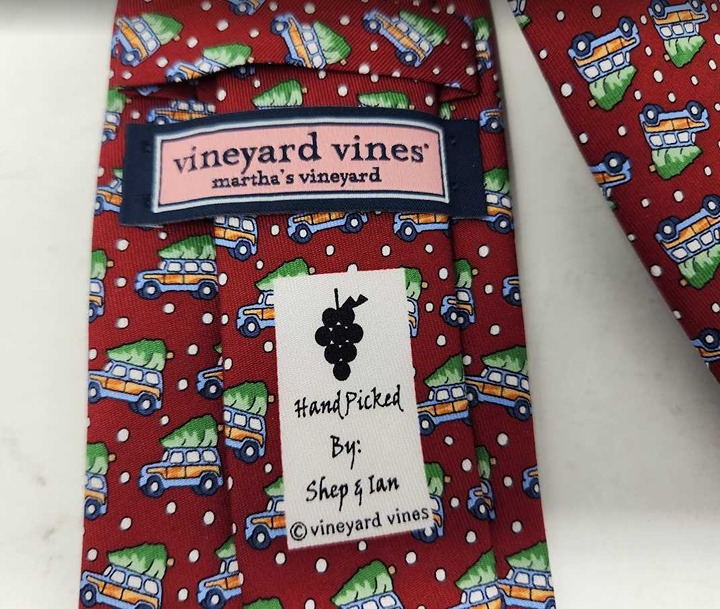 vineyard vines®
martha's vineyard
Hand Picked
By:
Shep & Ian
©vineyard vines